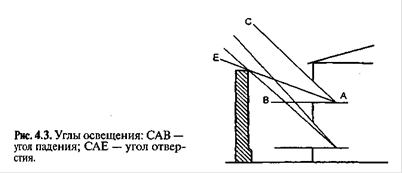 C
E
B
A
Рис. 4.3. Углы освещения: CAB —
угол падения; CAE — угол отвер-
стия.